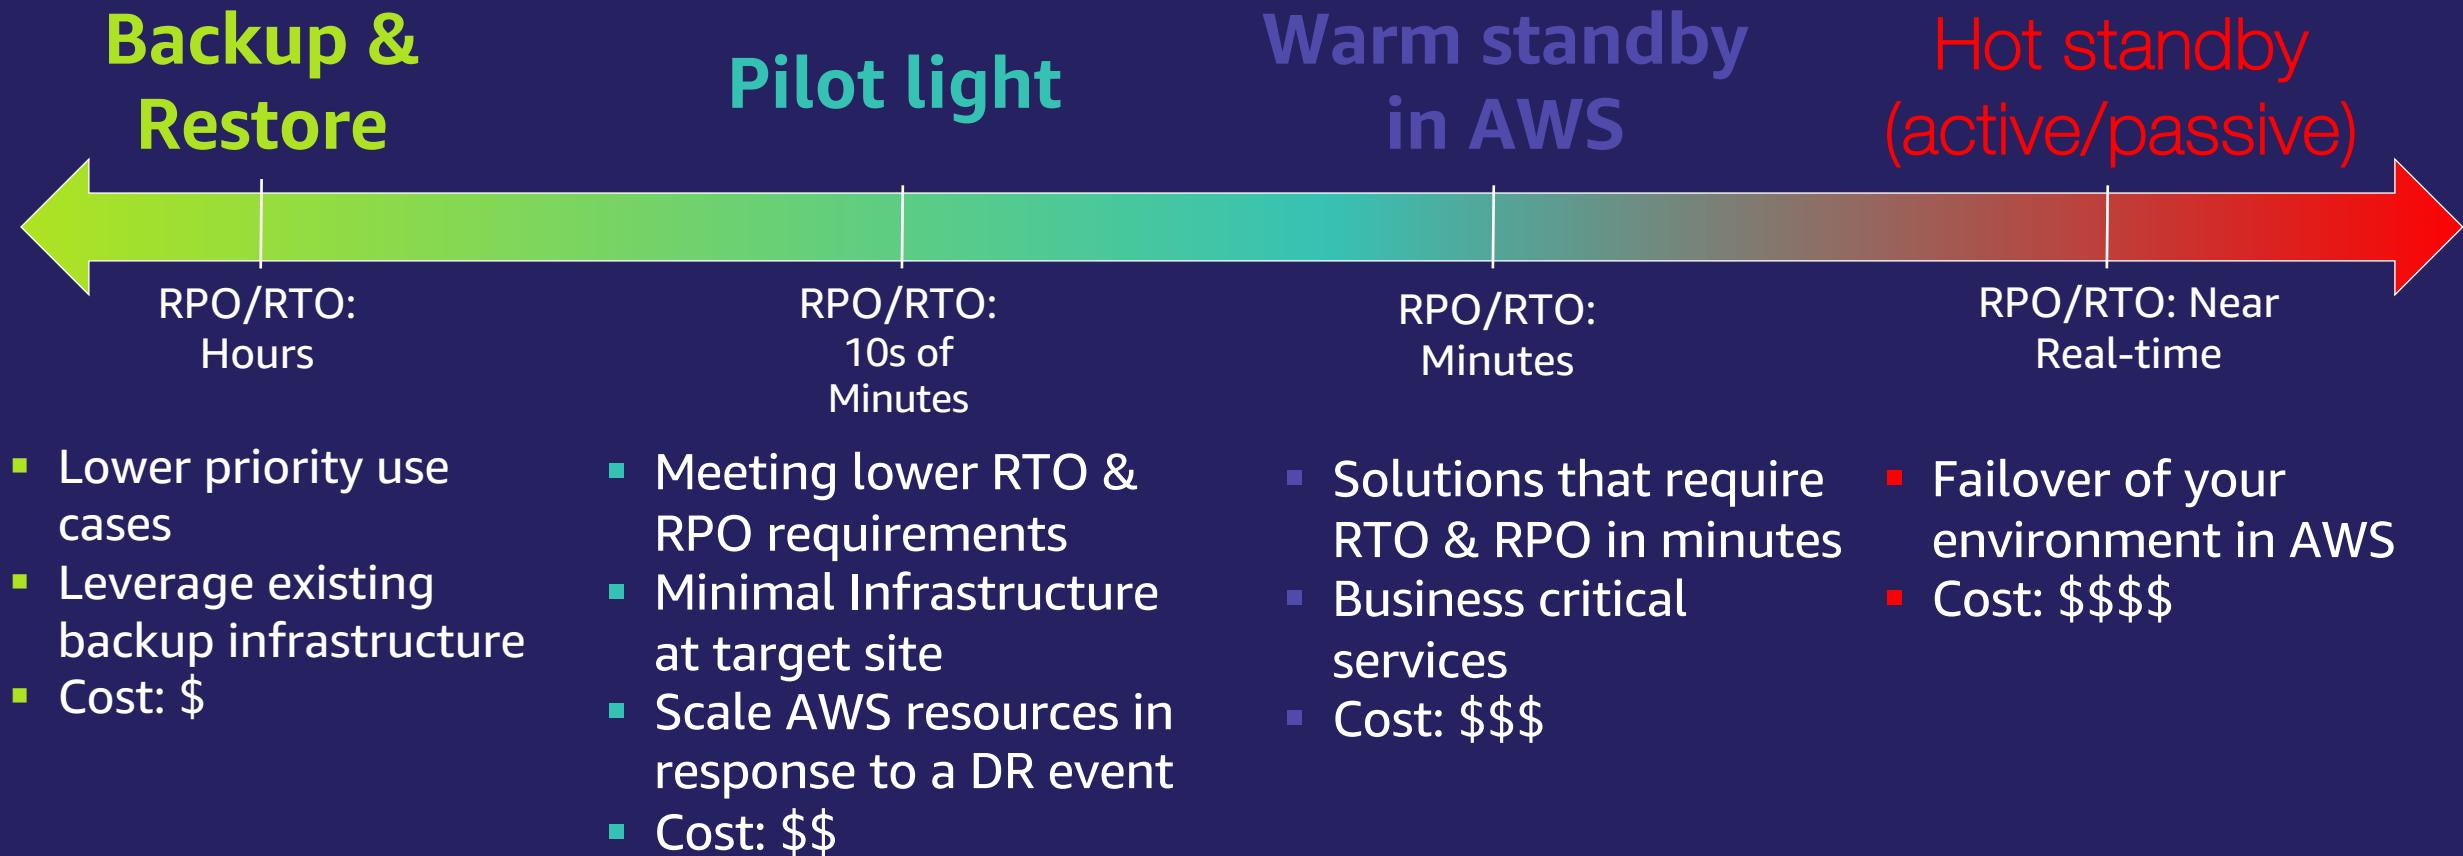 Backup &
Restore
Pilot light
Warm standby
in AWS
Hot standby
(active/passive)
RPO/RTO:
Hours
RPO/RTO:
10s of
Minutes
RPO/RTO:
Minutes
RPO/RTO: Near
Real-time
▪ Lower priority use
cases
▪ Leverage existing
backup infrastructure
▪ Cost: $
▪ Meeting lower RTO &
RPO requirements
▪ Minimal Infrastructure
at target site
▪ Scale AWS resources in
response to a DR event
▪ Cost: $$
▪ Solutions that require
RTO & RPO in minutes
▪ Business critical
services
▪ Cost: $$$
▪ Failover of your
environment in AWS
▪ Cost: $$$$